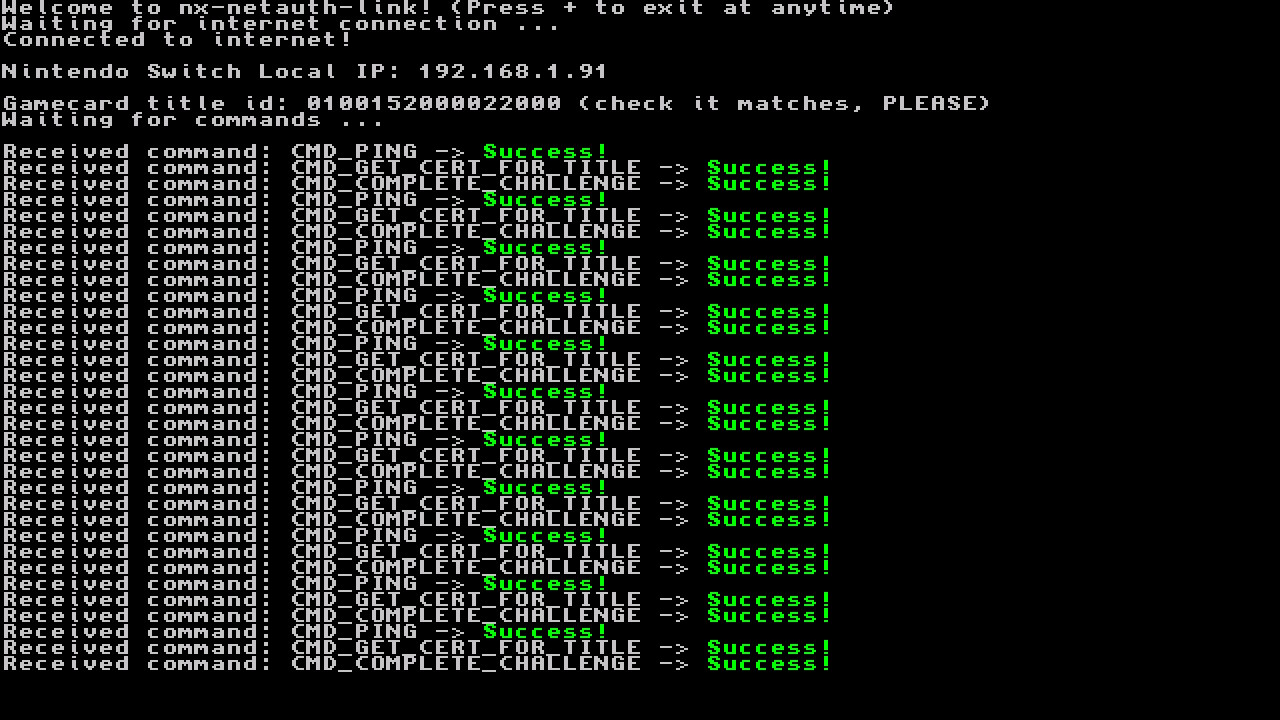 Welcome to nx-netauth-link! (Press + to exit at anytime)
Waiting for internet connection ...
Connected to internet!
Nintendo Switch Local IP: 192.168.1.91
Gamecard title id: 0100152000022000 (check it matches, PLEASE)
Waiting for commands ...
Received command: CMD_PING -> Success!
Received command: CMD_GET_CERT_FOR_TITLE -> Success!
Received command: CMD_COMPLETE_CHALLENGE -> Success!
Received command: CMD_PING -> Success!
Received command: CMD_GET_CERT_FOR_TITLE -> Success!
Received command: CMD_COMPLETE_CHALLENGE -> Success!
Received command: CMD_PING -> Success!
Received command: CMD_GET_CERT_FOR_TITLE -> Success!
Received command: CMD_COMPLETE_CHALLENGE -> Success!
Received command: CMD_PING -> Success!
Received command: CMD_GET_CERT_FOR_TITLE -> Success!
Received command: CMD_COMPLETE_CHALLENGE -> Success!
Received command: CMD_PING -> Success!
Received command: CMD_GET_CERT_FOR_TITLE -> Success!
Received command: CMD_COMPLETE_CHALLENGE -> Success!
Received command: CMD_PING -> Success!
Received command: CMD_GET_CERT_FOR_TITLE -> Success!
Received command: CMD_COMPLETE_CHALLENGE -> Success!
Received command: CMD_PING -> Success!
Received command: CMD_GET_CERT_FOR_TITLE -> Success!
Received command: CMD_COMPLETE_CHALLENGE -> Success!
Received command: CMD_PING -> Success!
Received command: CMD_GET_CERT_FOR_TITLE -> Success!
Received command: CMD_COMPLETE_CHALLENGE -> Success!
Received command: CMD_PING -> Success!
Received command: CMD_GET_CERT_FOR_TITLE -> Success!
Received command: CMD_COMPLETE_CHALLENGE -> Success!
Received command: CMD_PING -> Success!
Received command: CMD_GET_CERT_FOR_TITLE -> Success!
Received command: CMD_COMPLETE_CHALLENGE -> Success!
Received command: CMD_PING -> Success!
Received command: CMD_GET_CERT_FOR_TITLE -> Success!
Received command: CMD_COMPLETE_CHALLENGE -> Success!